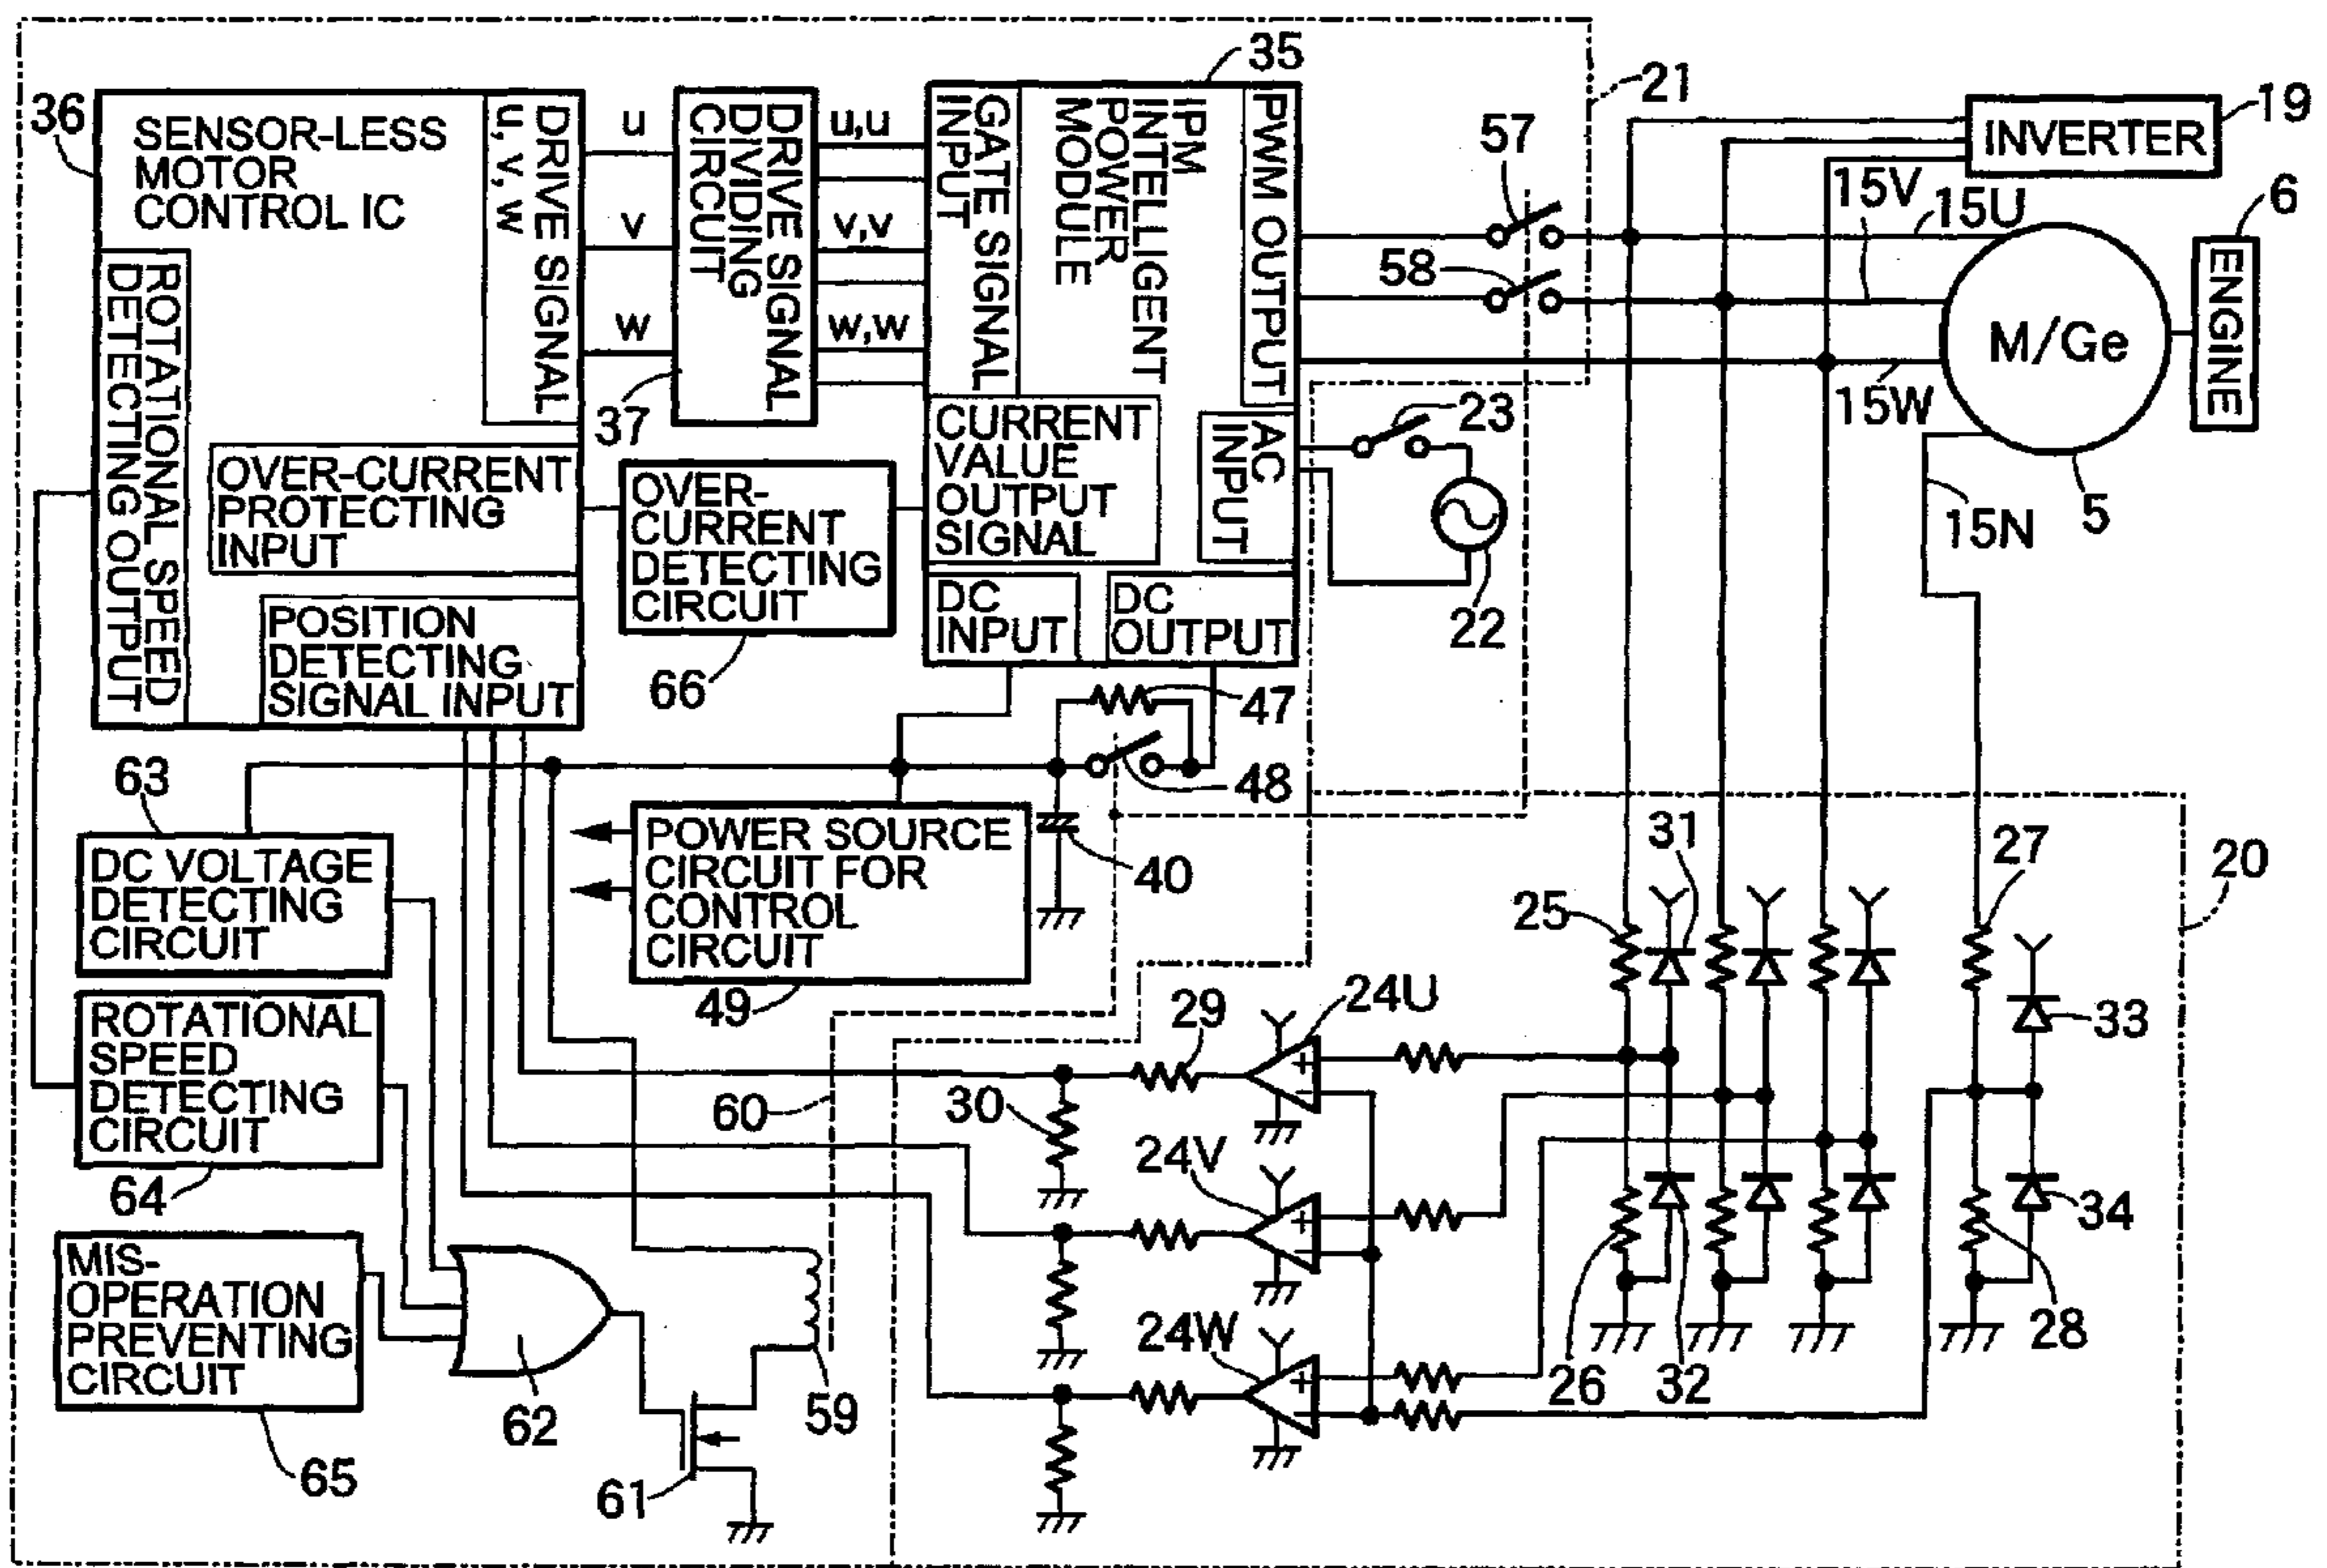 35
21
19
36
SENSOR-LESS
MOTOR
CONTROL IC
DRIVE SIGNAL
u, v, w
u
v
w
DRIVE SIGNAL
DIVIDING
CIRCUIT
u,u
v,v
w,w
37
GATE SIGNAL
INPUT
IPM
INTELLIGENT
POWER
MODULE
PWM OUTPUT
57
58
INVERTER
15V
15U
6
M/Ge
ENGINE
15W
5
15N
ROTATIONAL SPEED
DETECTING OUTPUT
OVER-CURRENT
PROTECTING
INPUT
OVER-
CURRENT
DETECTING
CIRCUIT
66
CURRENT
VALUE
OUTPUT
SIGNAL
AC
INPUT
23
22
POSITION
DETECTING
SIGNAL INPUT
DC
INPUT
DC
OUTPUT
47
48
63
DC VOLTAGE
DETECTING
CIRCUIT
POWER SOURCE
CIRCUIT FOR
CONTROL
CIRCUIT
49
40
31
27
20
25
33
ROTATIONAL
SPEED
DETECTING
CIRCUIT
64
60
29
30
24U
+
−
24V
+
−
24W
+
−
34
26
32
28
MIS-
OPERATION
PREVENTING
CIRCUIT
65
62
61
59